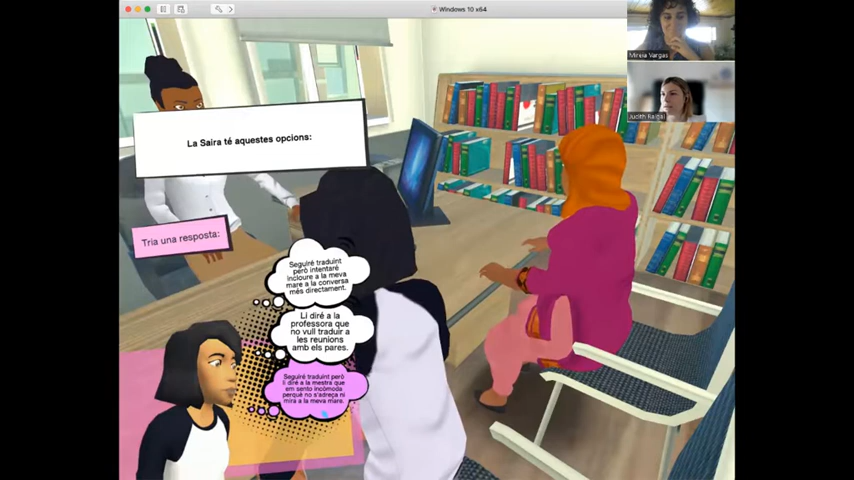 Windows 10 x64
Mireia Vargas
Judith Raigal
La Saira té aquestes opcions:
Tria una resposta:
Seguiré traduint
però intentaré
incloure a la meva
mare a la conversa
més directament.
Li diré a la
professora que
no vull traduir a
les reunions
amb els pares.
Seguiré traduint però
li diré a la mestra que
em sento incòmoda
perquè no s'adreça ni
mira a la meva mare.